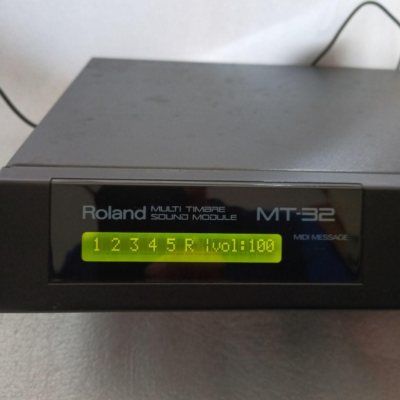 Roland MULTI TIMBRE SOUND MODULE MT-32
MIDI MESSAGE
1 2 3 4 5 R |vol:100